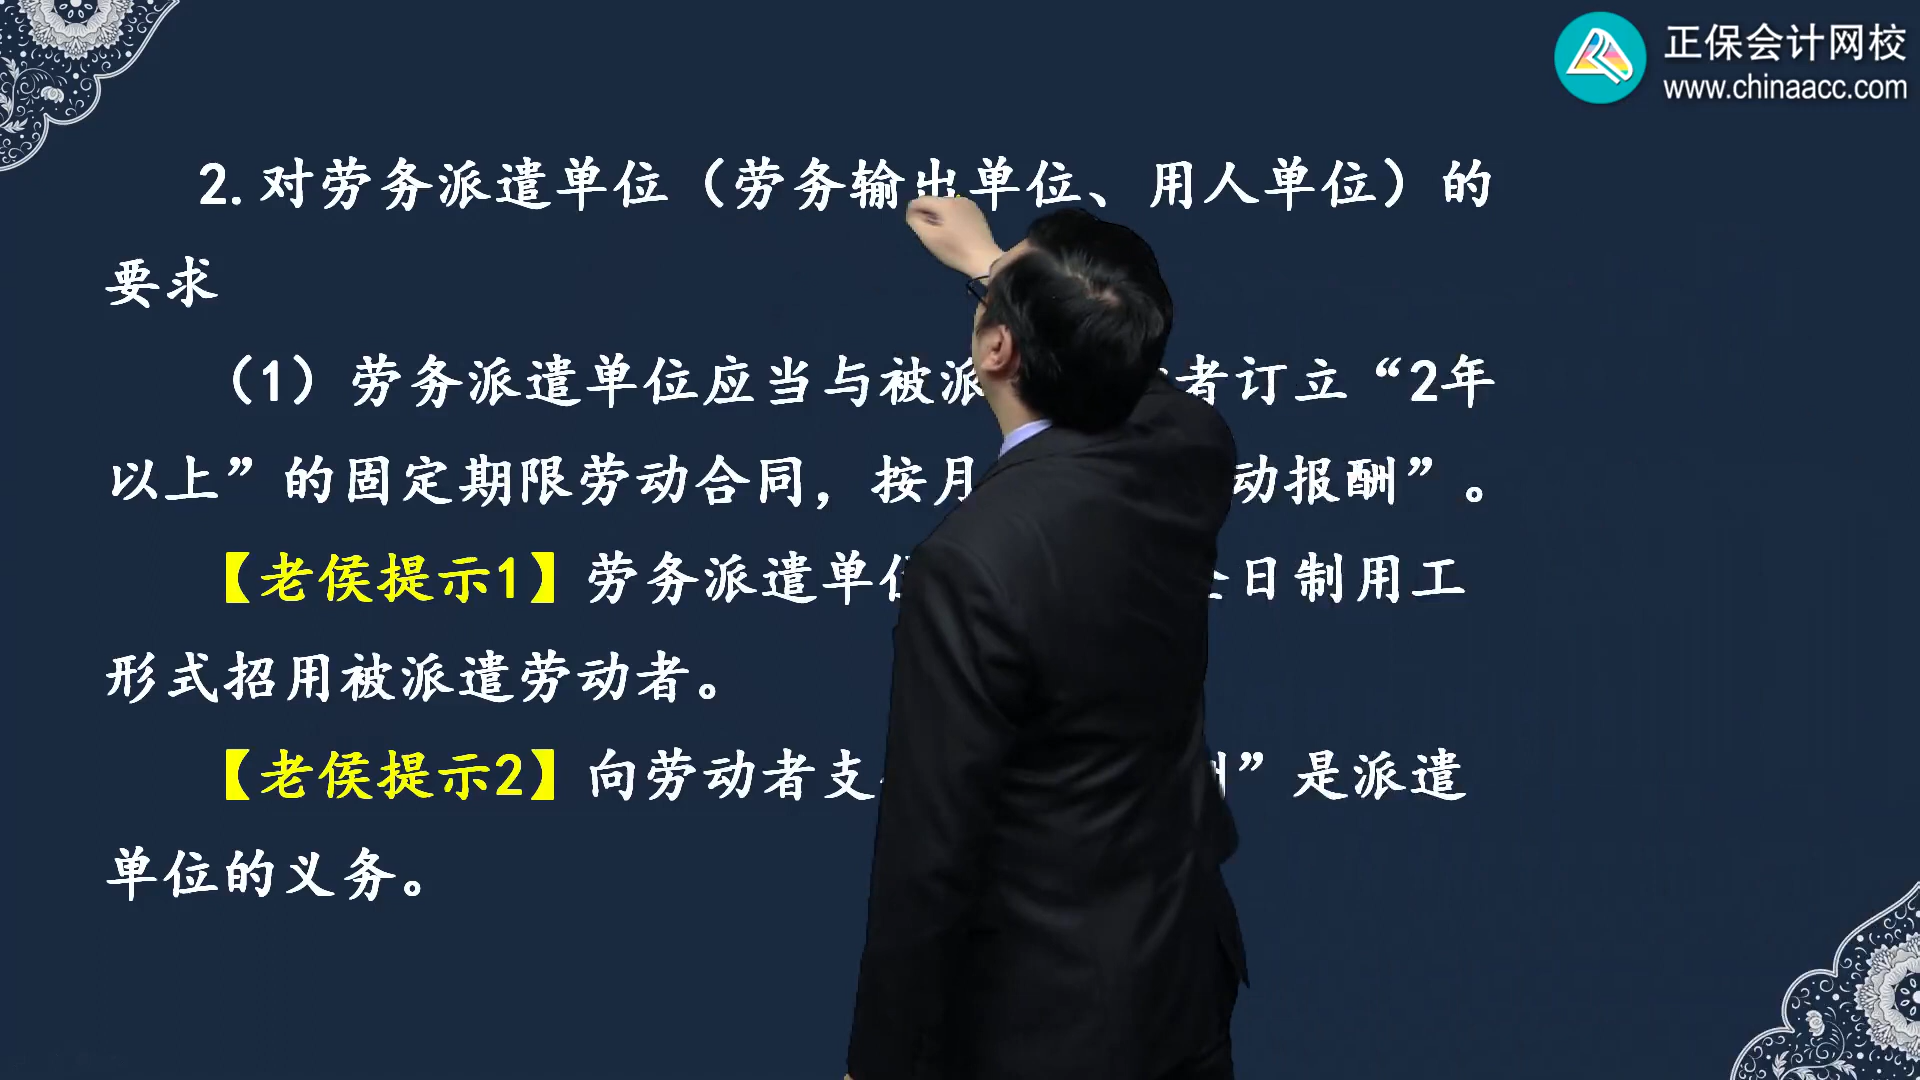 正保会计网校
www.chinaacc.com
2.对劳务派遣单位（劳务输出单位、用人单位）的
要求
（1）劳务派遣单位应当与被派 者订立“2年
以上”的固定期限劳动合同，按月 动报酬”。
【老侯提示1】劳务派遣单位 全日制用工
形式招用被派遣劳动者。
【老侯提示2】向劳动者支 酬”是派遣
单位的义务。